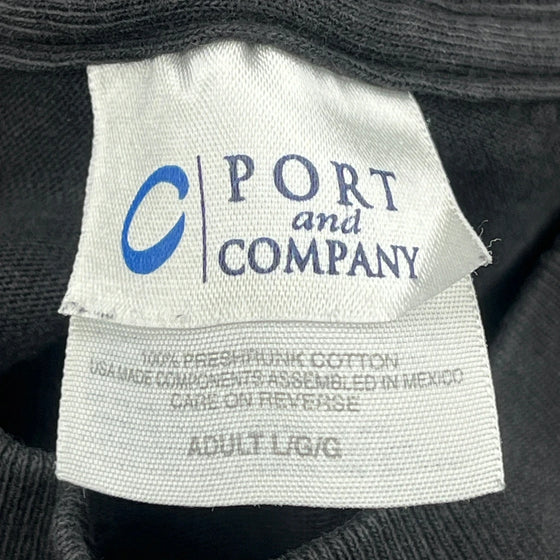 PORT
and
COMPANY
100% PRESHRUNK COTTON
USA MADE COMPONENTS ASSEMBLED IN MEXICO
CARE ON REVERSE
ADULT L/G/G